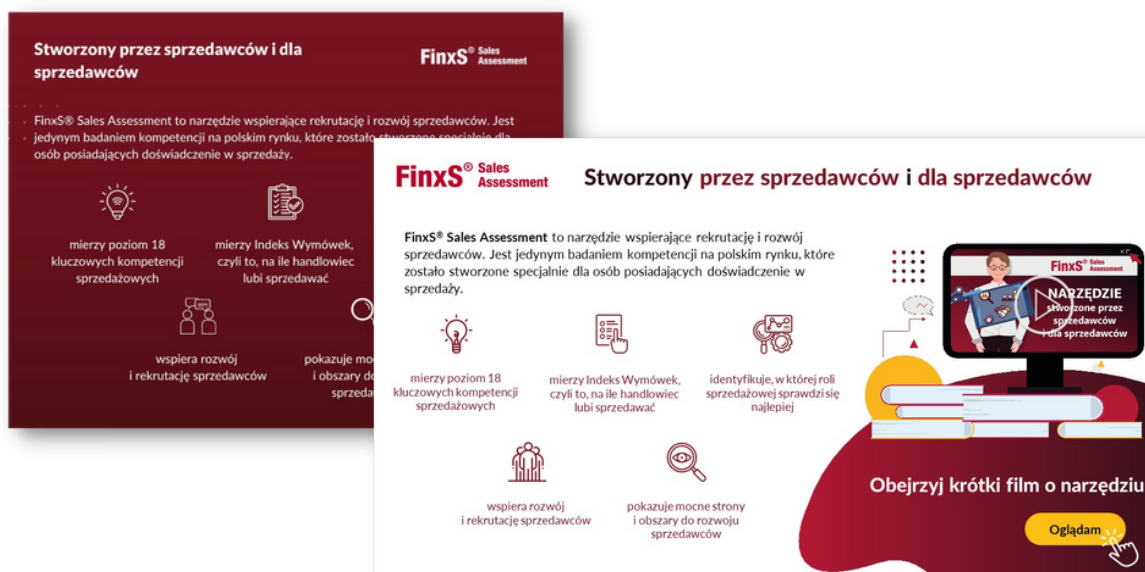 Stworzony przez sprzedawców i dla
sprzedawców
FinxS® Sales
Assessment
FinxS® Sales Assessment to narzędzie wspierające rekrutację i rozwój sprzedawców. Jest
jedynym badaniem kompetencji na polskim rynku, które zostało stworzone specjalnie dla
osób posiadających doświadczenie w sprzedaży.
mierzy poziom 18
kluczowych kompetencji
sprzedażowych
mierzy Indeks Wymówek,
czyli to, na ile handlowiec
lubi sprzedawać
wspiera rozwój
i rekrutację sprzedawców
pokazuje
i obszary
FinxS® Sales
Assessment
Stworzony przez sprzedawców i dla sprzedawców
FinxS® Sales Assessment to narzędzie wspierające rekrutację i rozwój
sprzedawców. Jest jedynym badaniem kompetencji na polskim rynku, które
zostało stworzone specjalnie dla osób posiadających doświadczenie w
sprzedaży.
mierzy poziom 18
kluczowych kompetencji
sprzedażowych
mierzy Indeks Wymówek,
czyli to, na ile handlowiec
lubi sprzedawać
identyfikuje, w której roli
sprzedażowej sprawdzi się
najlepiej
wspiera rozwój
i rekrutację sprzedawców
pokazuje mocne strony
i obszary do rozwoju
sprzedawców
FinxS® Sales
Assessment
NARZĘDZIE
stworzone przez
sprzedawców
i dla sprzedawców
Obejrzyj krótki film o narzędziu
Oglądam